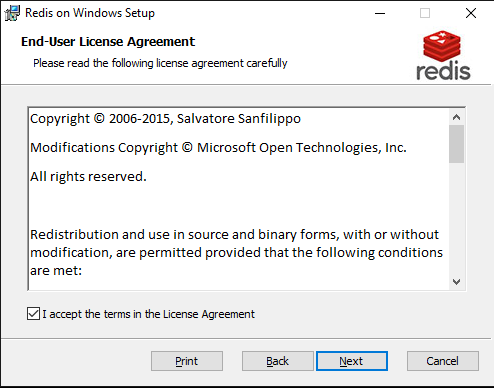 Redis on Windows Setup
End-User License Agreement
Please read the following license agreement carefully
redis
Copyright © 2006-2015, Salvatore Sanfilippo
Modifications Copyright © Microsoft Open Technologies, Inc.
All rights reserved.
Redistribution and use in source and binary forms, with or without
modification, are permitted provided that the following conditions
are met:
I accept the terms in the License Agreement
Print
Back
Next
Cancel